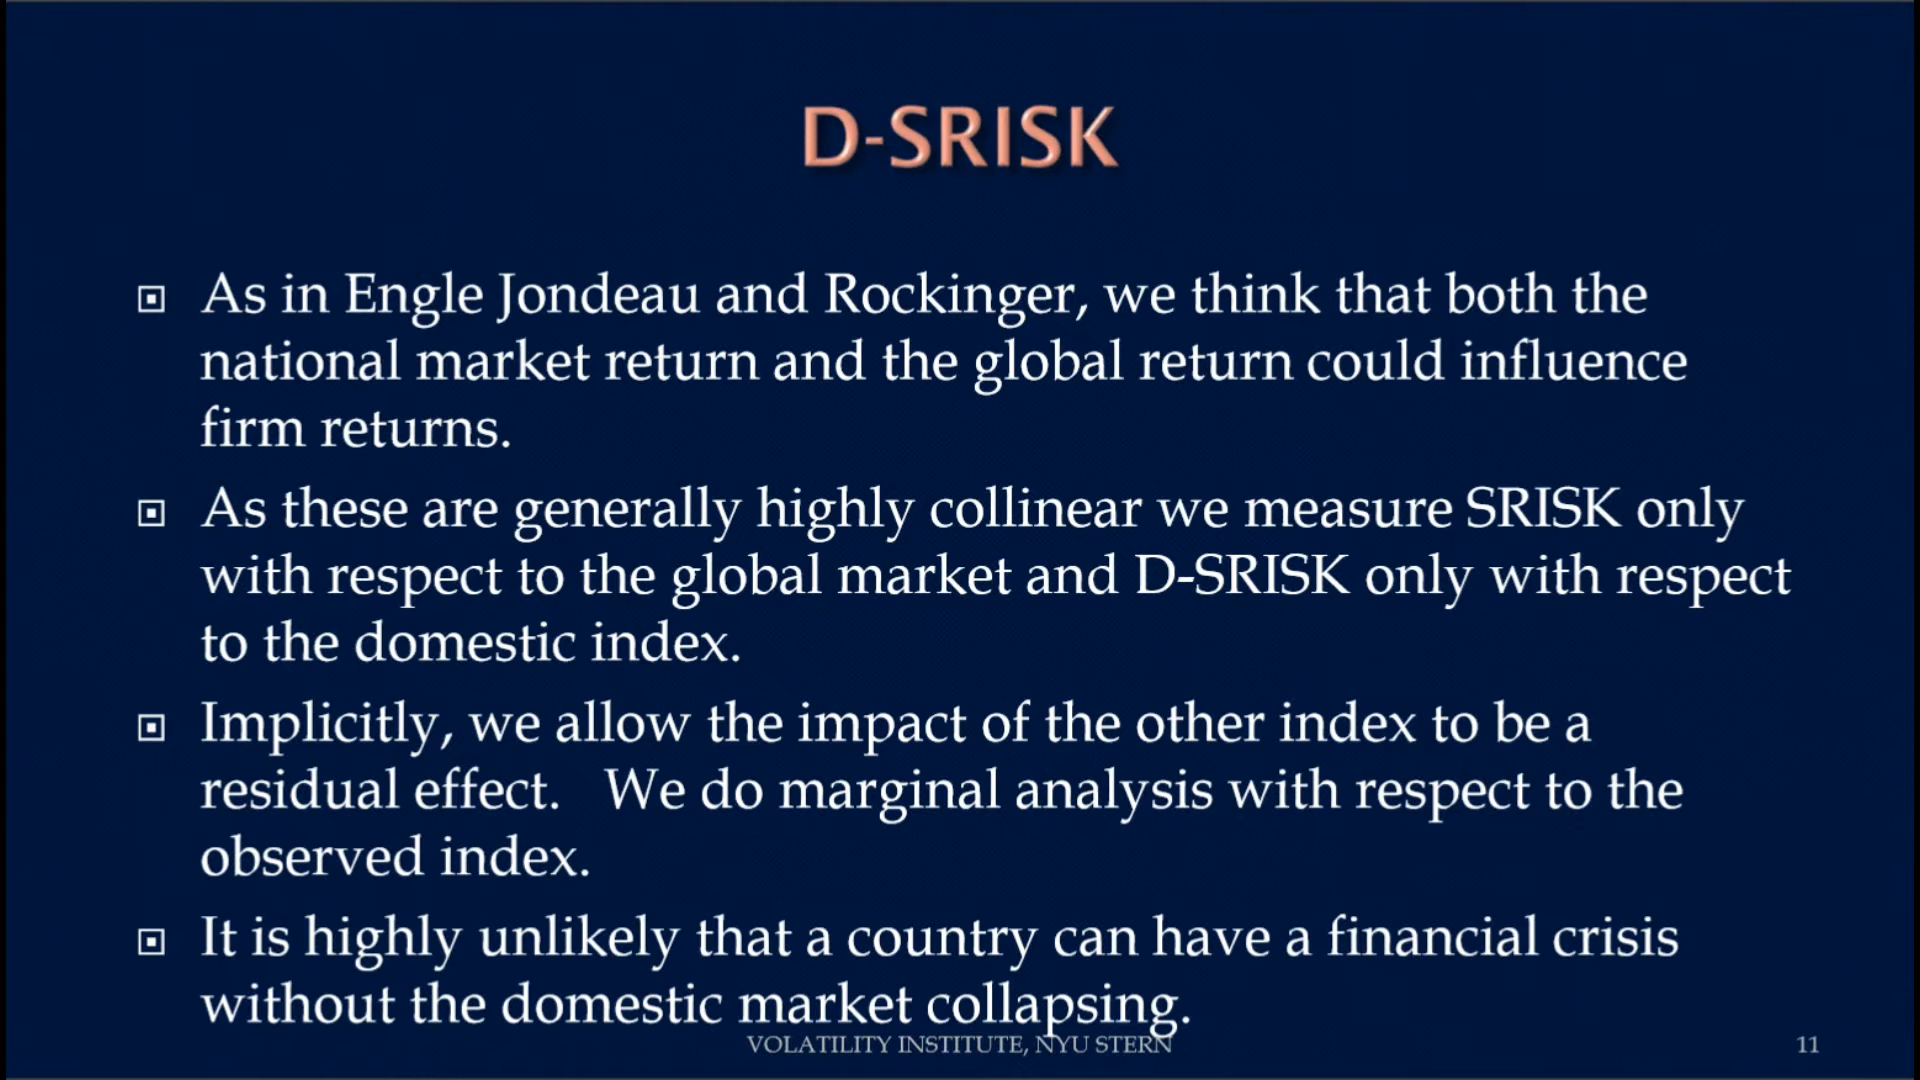 D-SRISK
As in Engle Jondeau and Rockinger, we think that both the
national market return and the global return could influence
firm returns.
As these are generally highly collinear we measure SRISK only
with respect to the global market and D-SRISK only with respect
to the domestic index.
Implicitly, we allow the impact of the other index to be a
residual effect.   We do marginal analysis with respect to the
observed index.
It is highly unlikely that a country can have a financial crisis
without the domestic market collapsing.
VOLATILITY INSTITUTE, NYU STERN
11